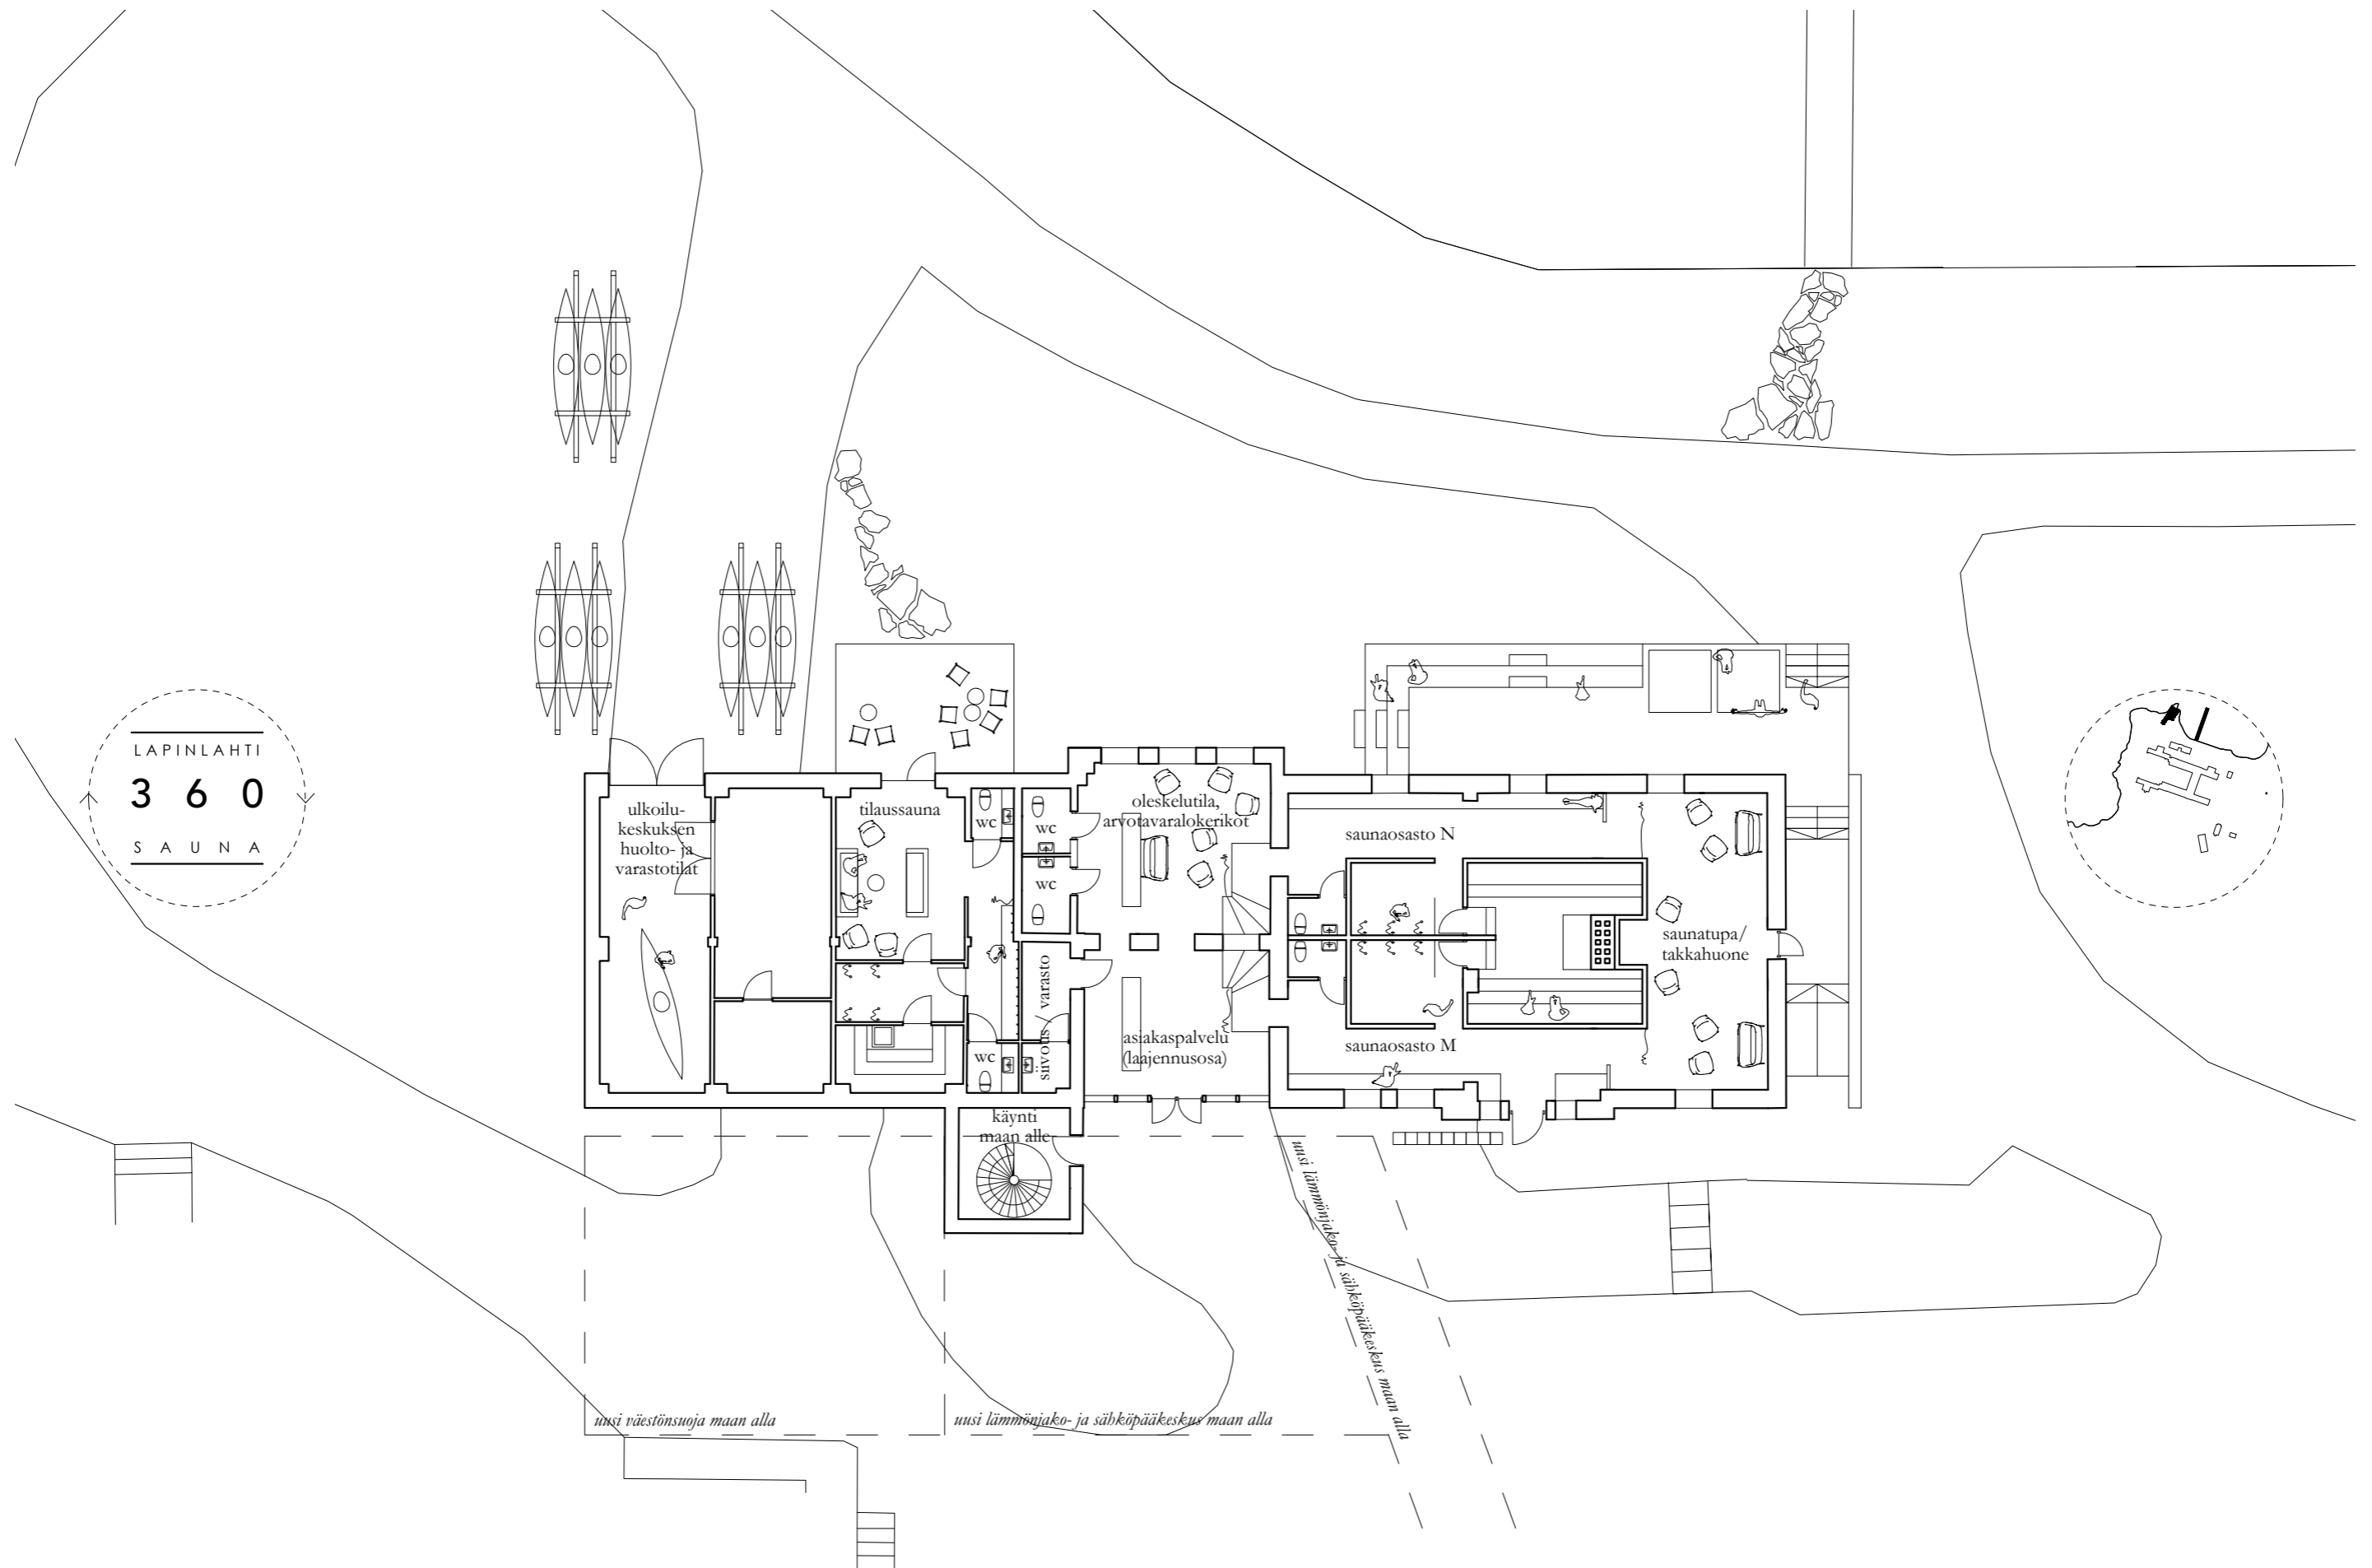 LAPINLAHTI
3 6 0
SAUNA
ulkoilu-
keskuksen
huolto- ja
varastotilat
tilaussauna
wc
wc
wc
wc
siivous / varasto
oleskelutila,
arvotavaralokerikot
asiakaspalvelu
(laajennusosa)
saunaosasto N
saunaosasto M
saunatupa/
takkahuone
käynti
maan alle
uusi väestönsuoja maan alla
uusi lämmönjako- ja sähköpääkeskus maan alla
uusi lämmönjako- ja sähköpääkeskus maan alla